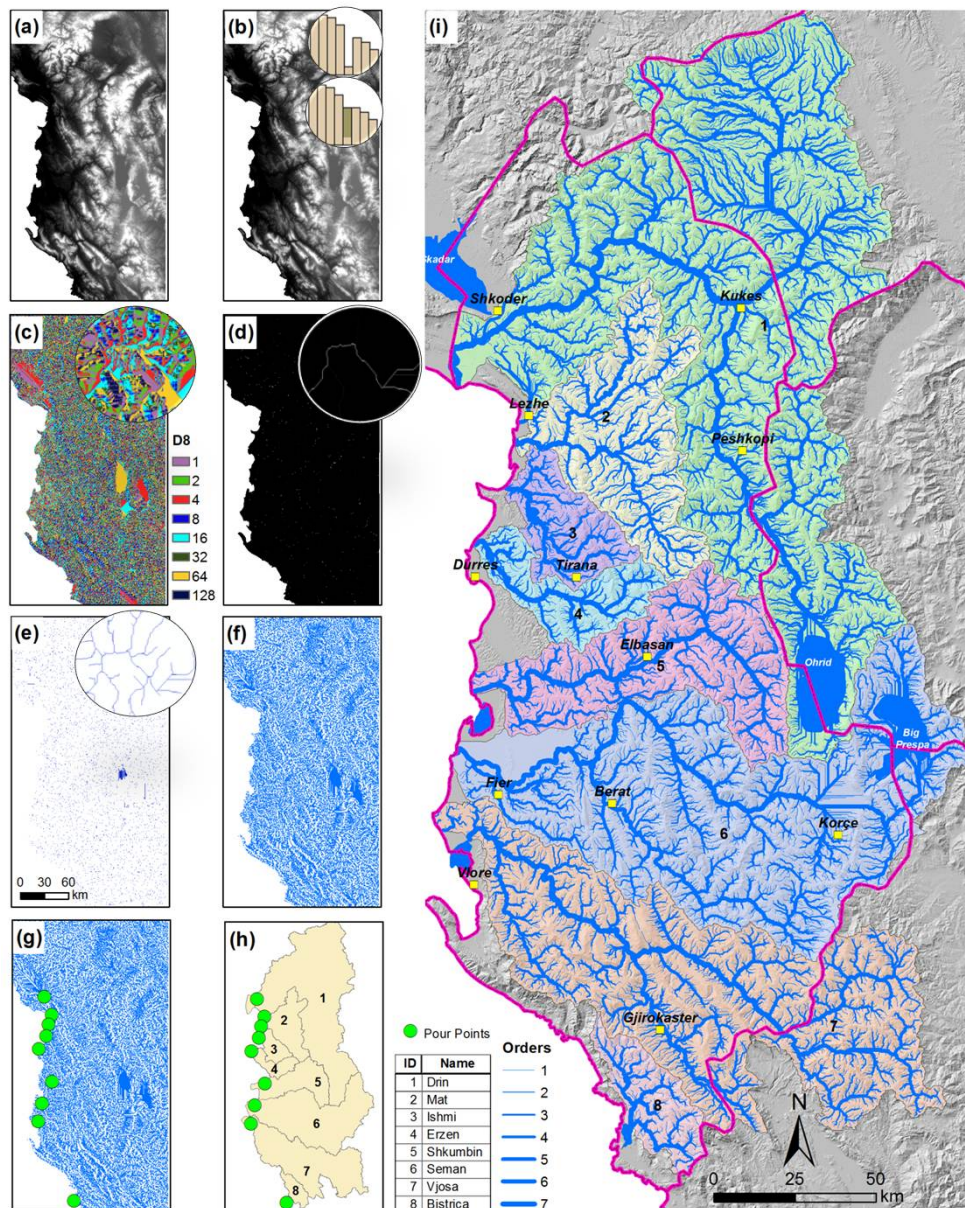 (a)
(b)
(c)
D8
1
2
4
8
16
32
64
128
(d)
(e)
0 30 60
km
(f)
(g)
(h)
1
2
3
4
5
6
7
8
Pour Points
ID Name
1 Drin
2 Mat
3 Ishmi
4 Erzen
5 Shkumbin
6 Seman
7 Vjosa
8 Bistrica
Orders
1
2
3
4
5
6
7
(i)
Skadar
Shkoder
Kukes
1
Lezhe
2
Peshkopi
3
Durres
Tirana
4
Elbasan
5
Ohrid
Big
Prespa
Fier
Berat
6
Korçe
Vlore
Gjirokaster
7
8
N
0 25 50
km